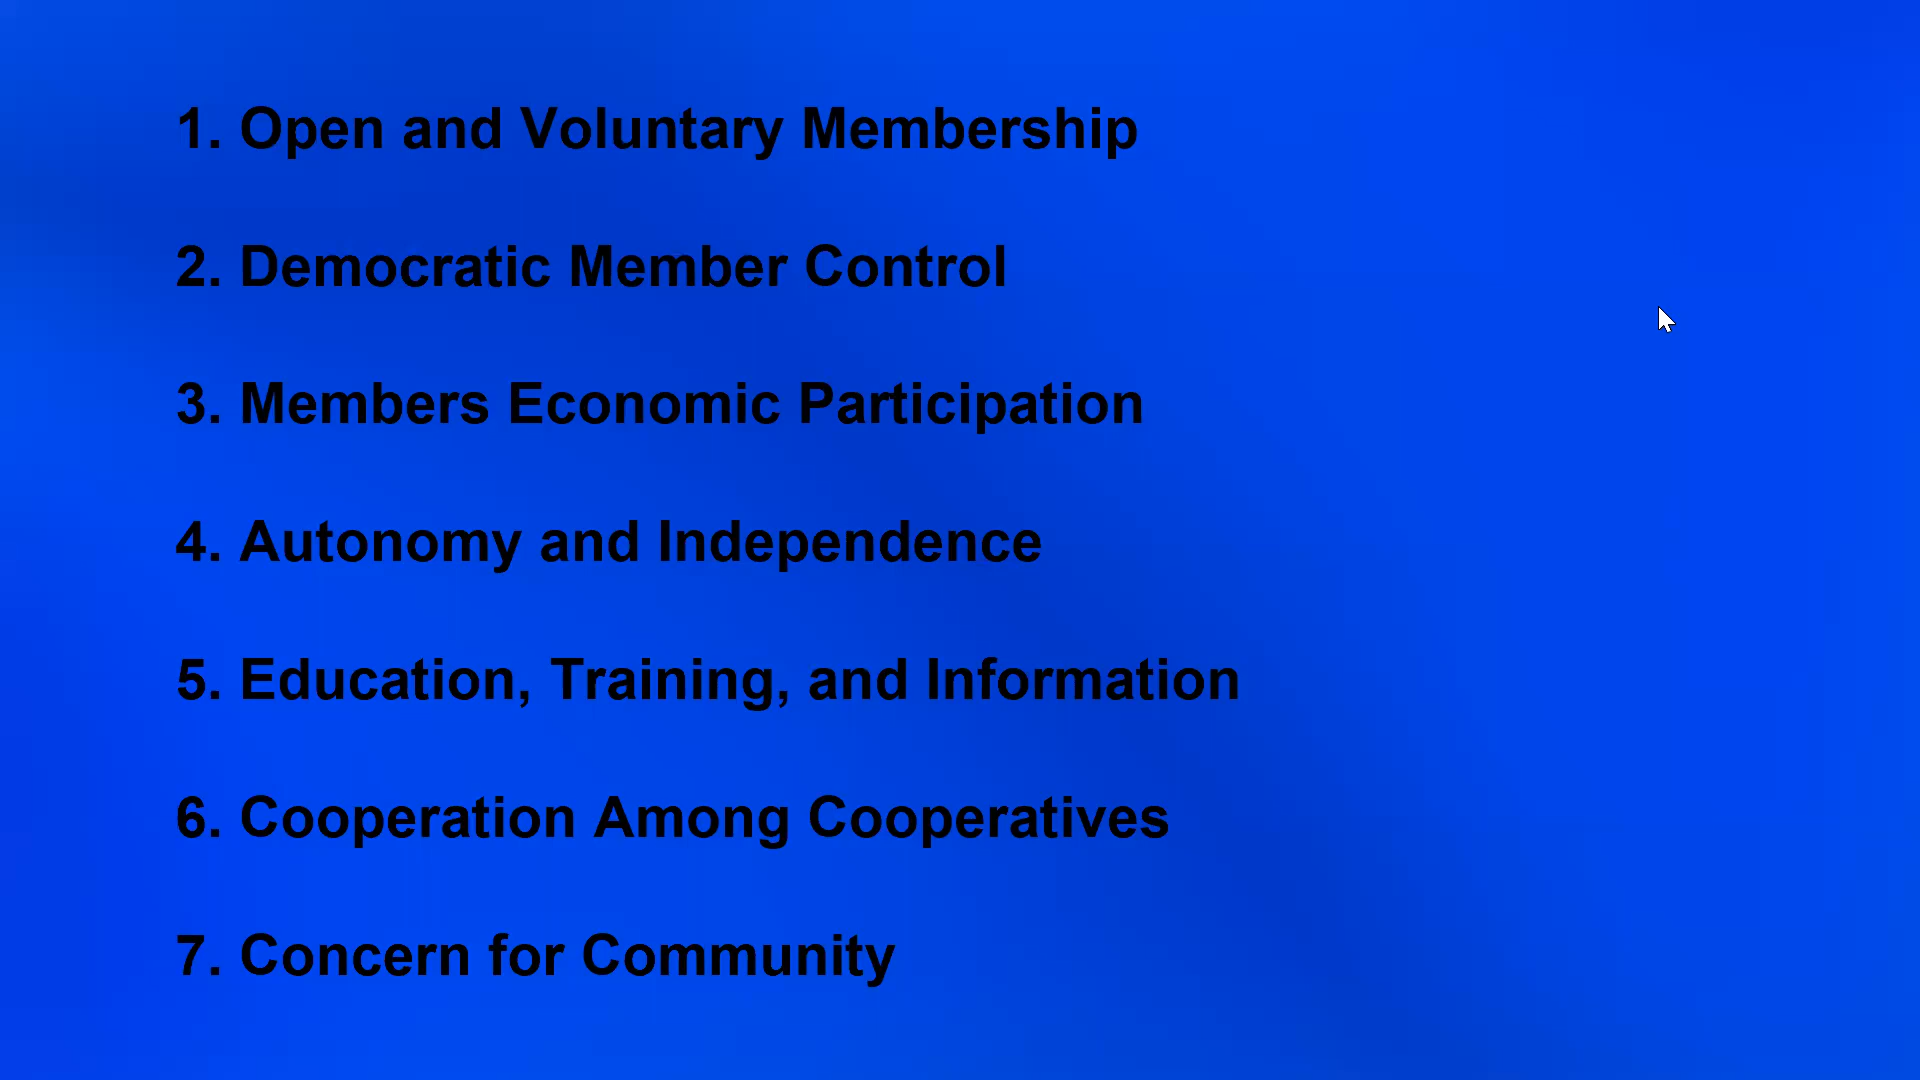 1. Open and Voluntary Membership
2. Democratic Member Control
3. Members Economic Participation
4. Autonomy and Independence
5. Education, Training, and Information
6. Cooperation Among Cooperatives
7. Concern for Community